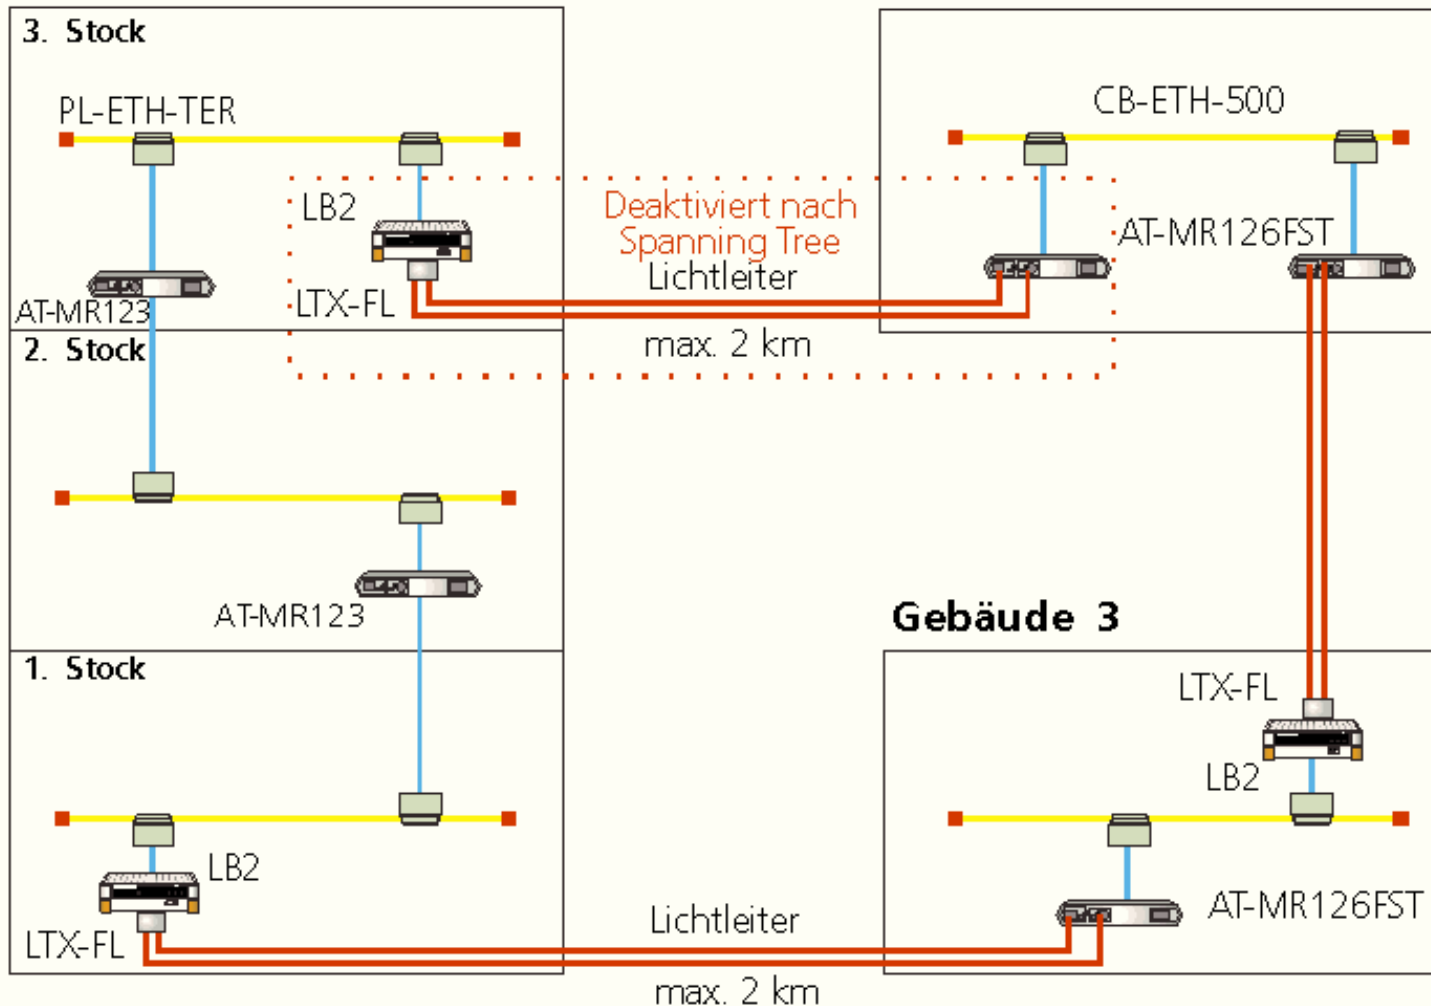 3. Stock
PL-ETH-TER
CB-ETH-500
LB2
Deaktiviert nach
Spanning Tree
AT-MR126FST
Lichtleiter
LTX-FL
AT-MR123
max. 2 km
2. Stock
AT-MR123
Gebäude 3
1. Stock
LTX-FL
LB2
LB2
AT-MR126FST
Lichtleiter
LTX-FL
max. 2 km